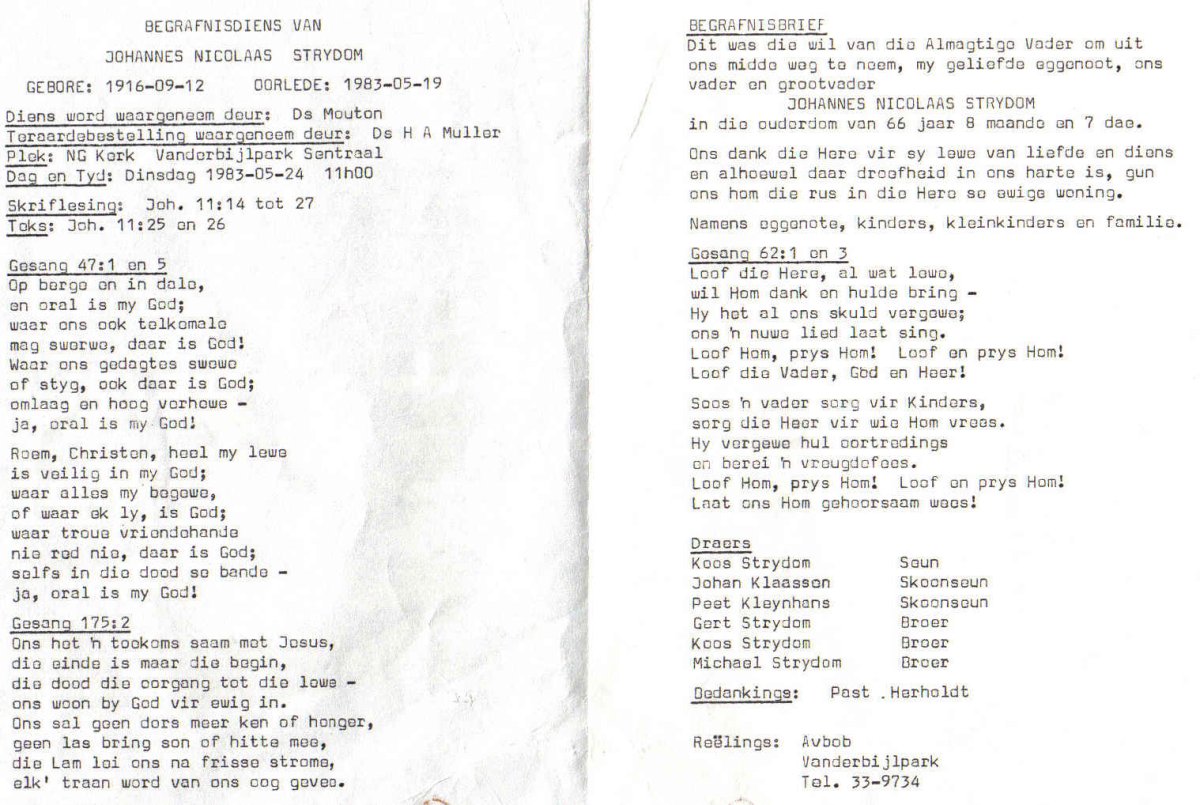 BEGRAFNISDIENS VAN
JOHANNES NICOLAAS STRYDOM
GEBORE: 1916-09-12 OORLEDE: 1983-05-19
Diens word waargeneem deur: Ds Mouton
Teraardebestelling waargeneem deur: Ds H A Muller
Plek: NG Kerk Vanderbijlpark Sentraal
Dag en Tyd: Dinsdag 1983-05-24 11h00
Skriflesing: Joh. 11:14 tot 27
Teks: Joh. 11:25 en 26
Gesang 47:1 en 5
Op berge en in dale,
en oral is my God;
waar ons ook telkemale
mag swerwe, daar is God!
Waar ons gedagtes swewe
of styg, ook daar is God;
omlaag en hoog verhewe -
ja, oral is my God!
Roem, Christen, heel my lewe
is veilig in my God;
waar alles my begewe,
of waar ek ly, is God;
waar troue vriendehande
nie red nie, daar is God;
selfs in die dood se bande -
ja, oral is my God!
Gesang 175:2
Ons het 'n toekoms saam met Jesus,
die einde is maar die begin,
die dood die oorgang tot die lewe -
ons woon by God vir ewig in.
Ons sal geen dors meer ken of honger,
geen las bring son of hitte mee,
die Lam lei ons na frisse strome,
elk' traan word van ons oog gevee.
BEGRAFNISBRIEF
Dit was die wil van die Almagtige Vader om uit
ons midde weg te neem, my geliefde eggenoot, ons
vader en grootvader
JOHANNES NICOLAAS STRYDOM
in die ouderdom van 66 jaar 8 maande en 7 dae.
Ons dank die Here vir sy lewe van liefde en diens
en alhoewel daar droefheid in ons harte is, gun
ons hom die rus in die Here se ewige woning.
Namens eggenote, kinders, kleinkinders en familie.
Gesang 62:1 en 3
Loof die Here, al wat lewe,
wil Hom dank en hulde bring -
Hy het al ons skuld vergewe;
ons 'n nuwe lied laat sing.
Loof Hom, prys Hom! Loof en prys Hom!
Loof die Vader, God en Heer!
Soos 'n vader sorg vir Kinders,
sorg die Heer vir wie Hom vrees.
Hy vergewe hul oortredings
en berei 'n vreugdefees.
Loof Hom, prys Hom! Loof en prys Hom!
Laat ons Hom gehoorsaam wees!
Draers
Koos Strydom Seun
Johan Klaassen Skoonseun
Peet Kleynhans Skoonseun
Gert Strydom Broer
Koos Strydom Broer
Michael Strydom Broer
Bedankings: Past . Herholdt
Reëlings: Avbob
Vanderbijlpark
Tel. 33-9734